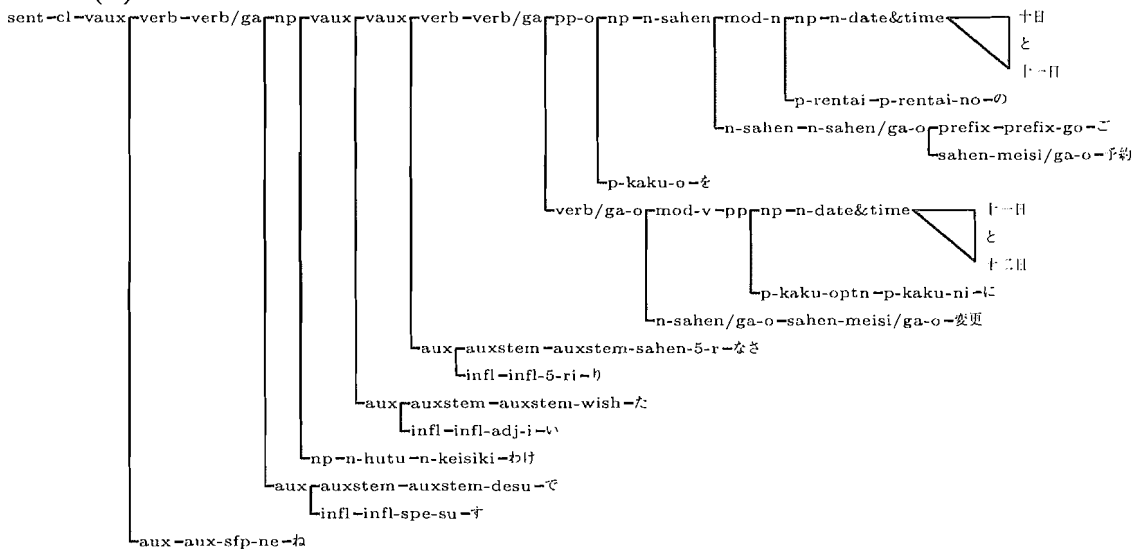 sent-cl-vaux-verb-verb/ga-np-vaux-vaux-verb-verb/ga-pp-o-np-n-sahen-mod-n-np-n-date&time 十日
と
十一日
p-rentai-p-rentai-no-の
n-sahen-n-sahen/ga-o-prefix-prefix-go-ご
sahen-meisi/ga-o-予約
p-kaku-o-を
verb/ga-o-mod-v-pp-np-n-date&time 十一日
と
十二日
p-kaku-optn-p-kaku-ni-に
n-sahen/ga-o-sahen-meisi/ga-o-変更
aux-auxstem-auxstem-sahen-5-r-なさ
infl-infl-5-ri-り
aux-auxstem-auxstem-wish-た
infl-infl-adj-i-い
np-n-hutu-n-keisiki-わけ
aux-auxstem-auxstem-desu-で
infl-infl-spe-su-す
aux-aux-sfp-ne-ね